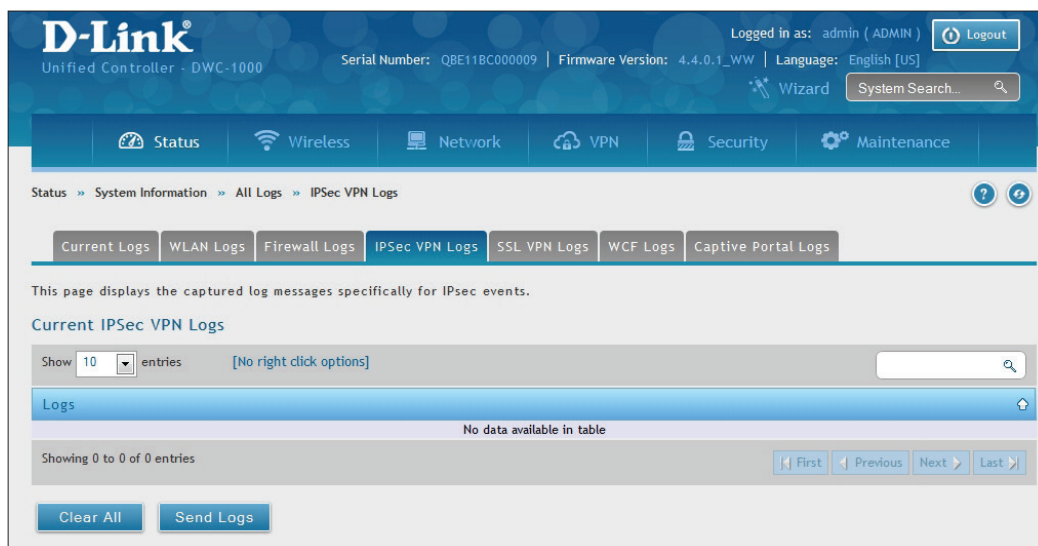 D-Link®
Unified Controller - DWC-1000
Logged in as: admin ( ADMIN ) Logout
Serial Number: QBE11BC000009 | Firmware Version: 4.4.0.1_WW | Language: English [US]
Wizard System Search...
Status Wireless Network VPN Security Maintenance
Status » System Information » All Logs » IPSec VPN Logs ?
Current Logs WLAN Logs Firewall Logs IPSec VPN Logs SSL VPN Logs WCF Logs Captive Portal Logs
This page displays the captured log messages specifically for IPsec events.
Current IPSec VPN Logs
Show 10 entries [No right click options]
Logs
No data available in table
Showing 0 to 0 of 0 entries First Previous Next Last
Clear All Send Logs